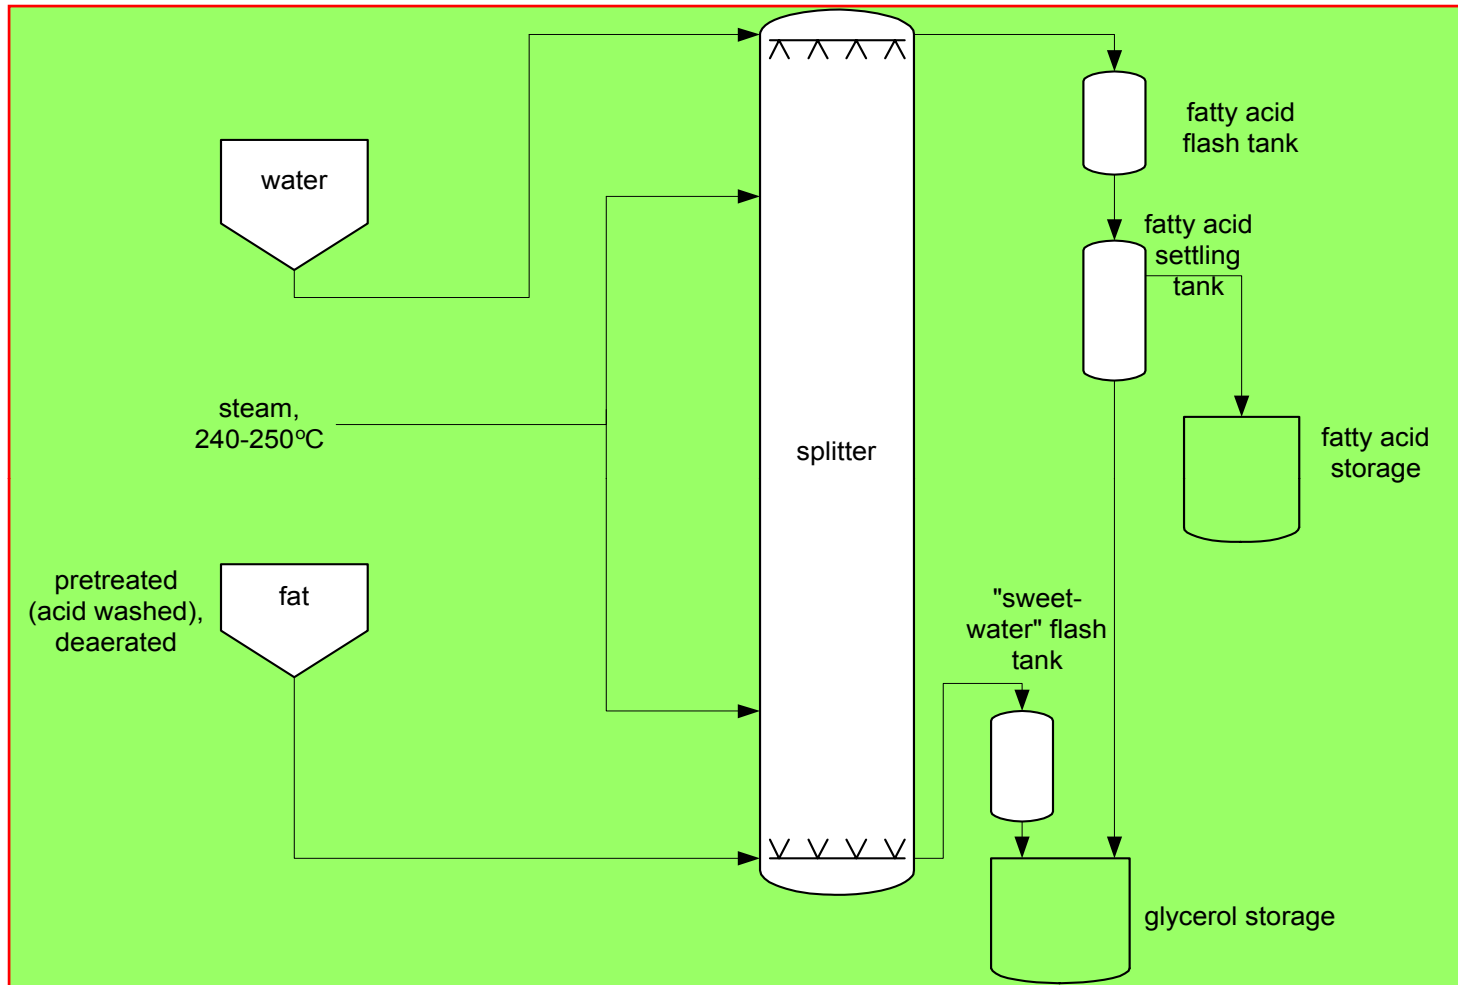 fatty acid
flash tank
water
fatty acid
settling
tank
steam,
240-250ºC
splitter
fatty acid
storage
pretreated
(acid washed),
deaerated
fat
"sweet-
water" flash
tank
glycerol storage